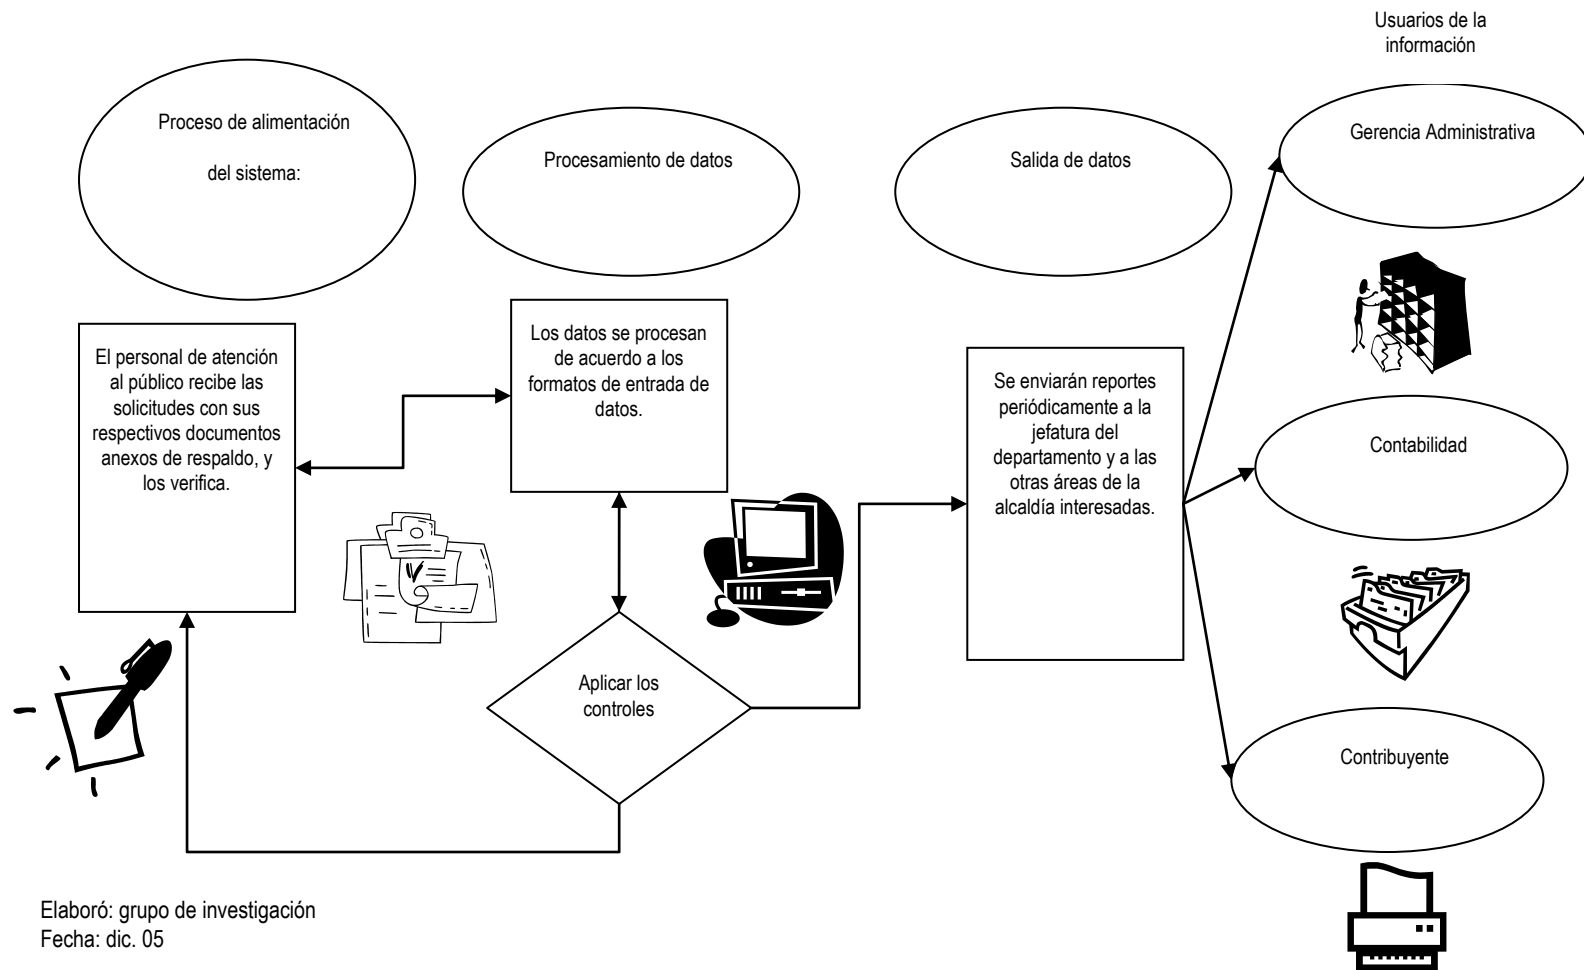 Usuarios de la
información
Proceso de alimentación
del sistema:
Procesamiento de datos
Salida de datos
Gerencia Administrativa
El personal de atención
al público recibe las
solicitudes con sus
respectivos documentos
anexos de respaldo, y
los verifica.
Los datos se procesan
de acuerdo a los
formatos de entrada de
datos.
Se enviarán reportes
periódicamente a la
jefatura del
departamento y a las
otras áreas de la
alcaldía interesadas.
Contabilidad
Aplicar los
controles
Contribuyente
Elaboró: grupo de investigación
Fecha: dic. 05